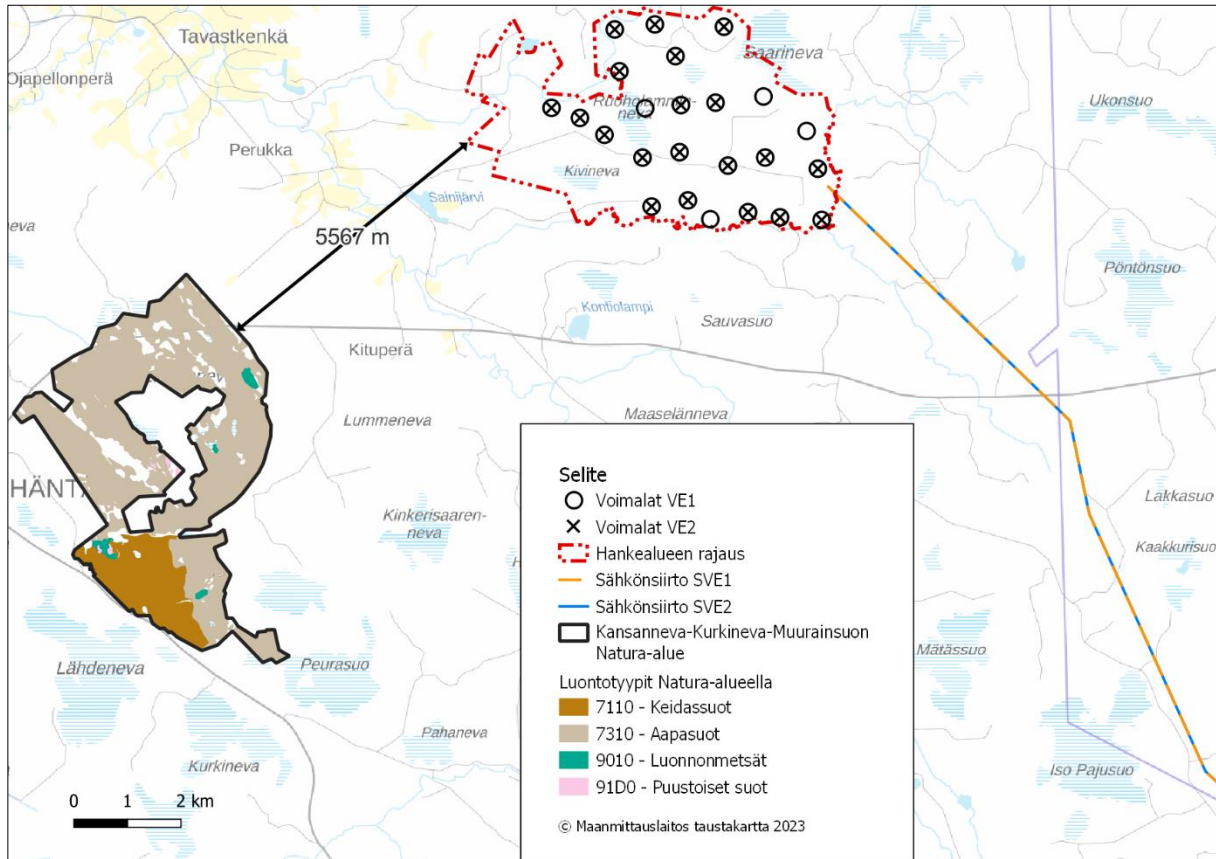 Tavastkenkä
Ojapellonperä
Saarineva
Ukonsuo
Perukka
Kivineva
Sainijärvi
5567 m
Pöntönsuo
Kontiolampi
Sauvasuo
Kituperä
Maaselänneva
Lummeneva
Lakkasuo
Kinkerisaaren-
neva
Kaakkurisuo
Mätässuo
Lähdeneva
Peurasuo
Pahaneva
Kurkineva
Iso Pajusuo
0 1 2 km
Selite
Voimalat VE1
Voimalat VE2
Hankealueen rajaus
Sähkönsiirto SVE1
Sähkönsiirto SVE2
Kansanneva-Kurkineva-Muurainsuon
Natura-alue
Luontotyypit Natura-alueella
7110 - Keidassuot
7310 - Aapasuot
9010 - Luonnonmetsät
91D0 - Puustoiset suot
© Maanmittauslaitos taustakartta 2023